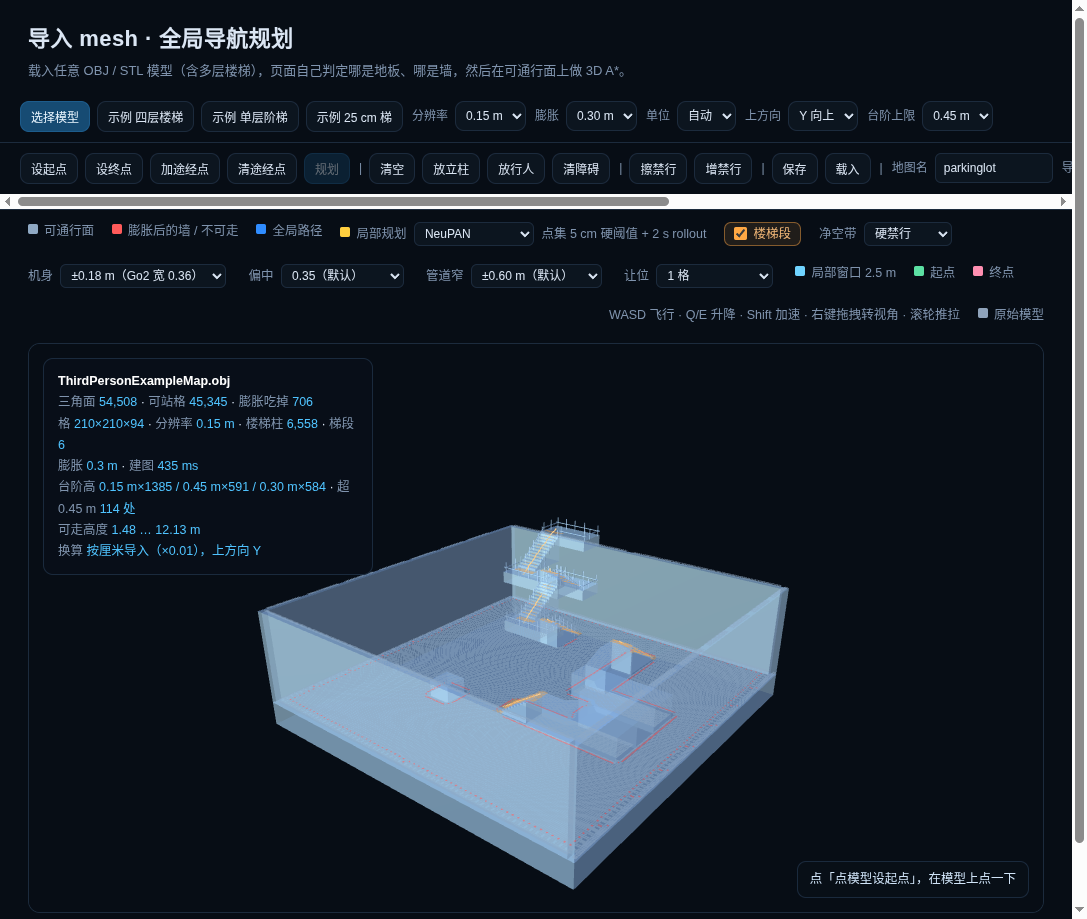 导入 mesh · 全局导航规划
载入任意 OBJ / STL 模型（含多层楼梯），页面自己判定哪是地板、哪是墙，然后在可通行面上做 3D A*。
选择模型 示例 四层楼梯 示例 单层阶梯 示例 25 cm 梯 分辨率 0.15 m 膨胀 0.30 m 单位 自动 上方向 Y 向上 台阶上限 0.45 m
设起点 设终点 加途经点 清途经点 规划 | 清空 放立柱 放行人 清障碍 | 擦禁行 增禁行 | 保存 载入 | 地图名 parkinglot 导
可通行面 膨胀后的墙 / 不可走 全局路径 局部规划 NeuPAN 点集 5 cm 硬阈值 + 2 s rollout 楼梯段 净空带 硬禁行
机身 ±0.18 m（Go2 宽 0.36） 偏中 0.35（默认） 管道窄 ±0.60 m（默认） 让位 1 格 局部窗口 2.5 m 起点 终点
WASD 飞行 · Q/E 升降 · Shift 加速 · 右键拖拽转视角 · 滚轮推拉 原始模型
ThirdPersonExampleMap.obj
三角面 54,508 · 可站格 45,345 · 膨胀吃掉 706
格 210×210×94 · 分辨率 0.15 m · 楼梯柱 6,558 · 梯段
6
膨胀 0.3 m · 建图 435 ms
台阶高 0.15 m×1385 / 0.45 m×591 / 0.30 m×584 · 超
0.45 m 114 处
可走高度 1.48 … 12.13 m
换算 按厘米导入（×0.01），上方向 Y
点「点模型设起点」，在模型上点一下